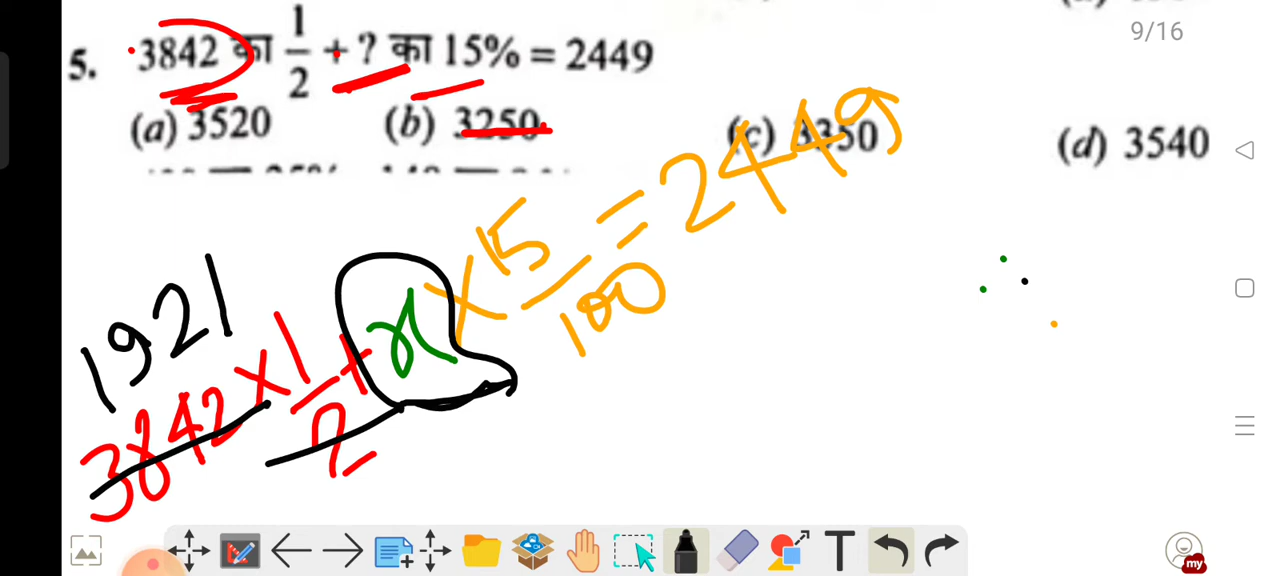 9/16
5. 3842 का 1/2 + ? का 15% = 2449
(a) 3520 (b) 3250 (c) 3350 (d) 3540
1921
3842 × 1/2 + x × 15/100 = 2449
T
my